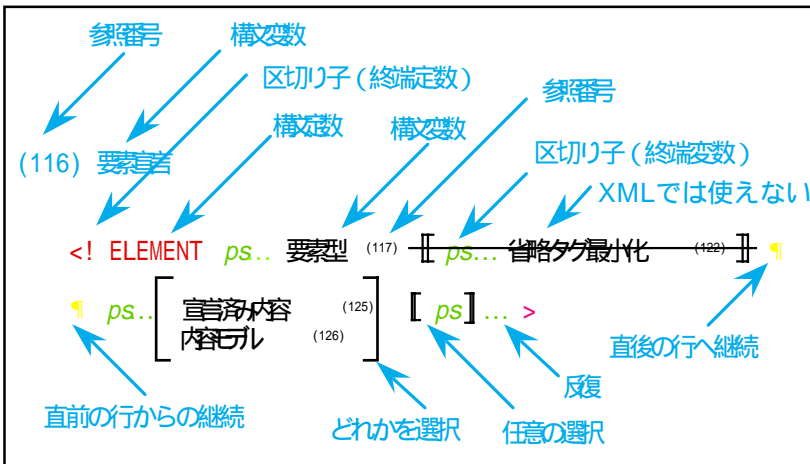 参照番号 構文変数
区切り子（終端定数）
参照番号
構文定数 構文変数
区切り子（終端変数）
(116) 要素宣言
XMLでは使えない
<! ELEMENT ps... 要素型 (117) 〚 ps... 省略タグ最小化 (122) 〛 ¶
¶ ps... [ 宣言済み内容 (125)
内容モデル (126) ] 〚 ps 〛 ... >
直後の行へ継続
反復
直前の行からの継続 どれかを選択 任意の選択